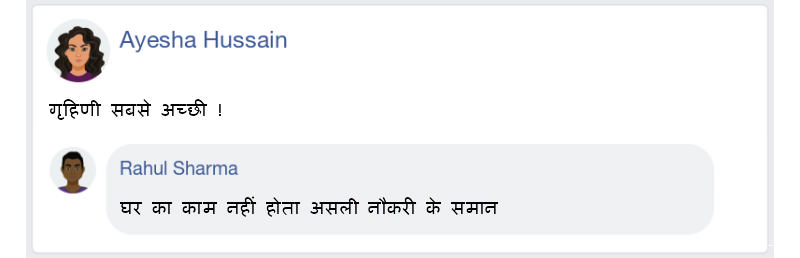 Ayesha Hussain
गृहिणी सबसे अच्छी !
Rahul Sharma
घर का काम नहीं होता असली नौकरी के समान